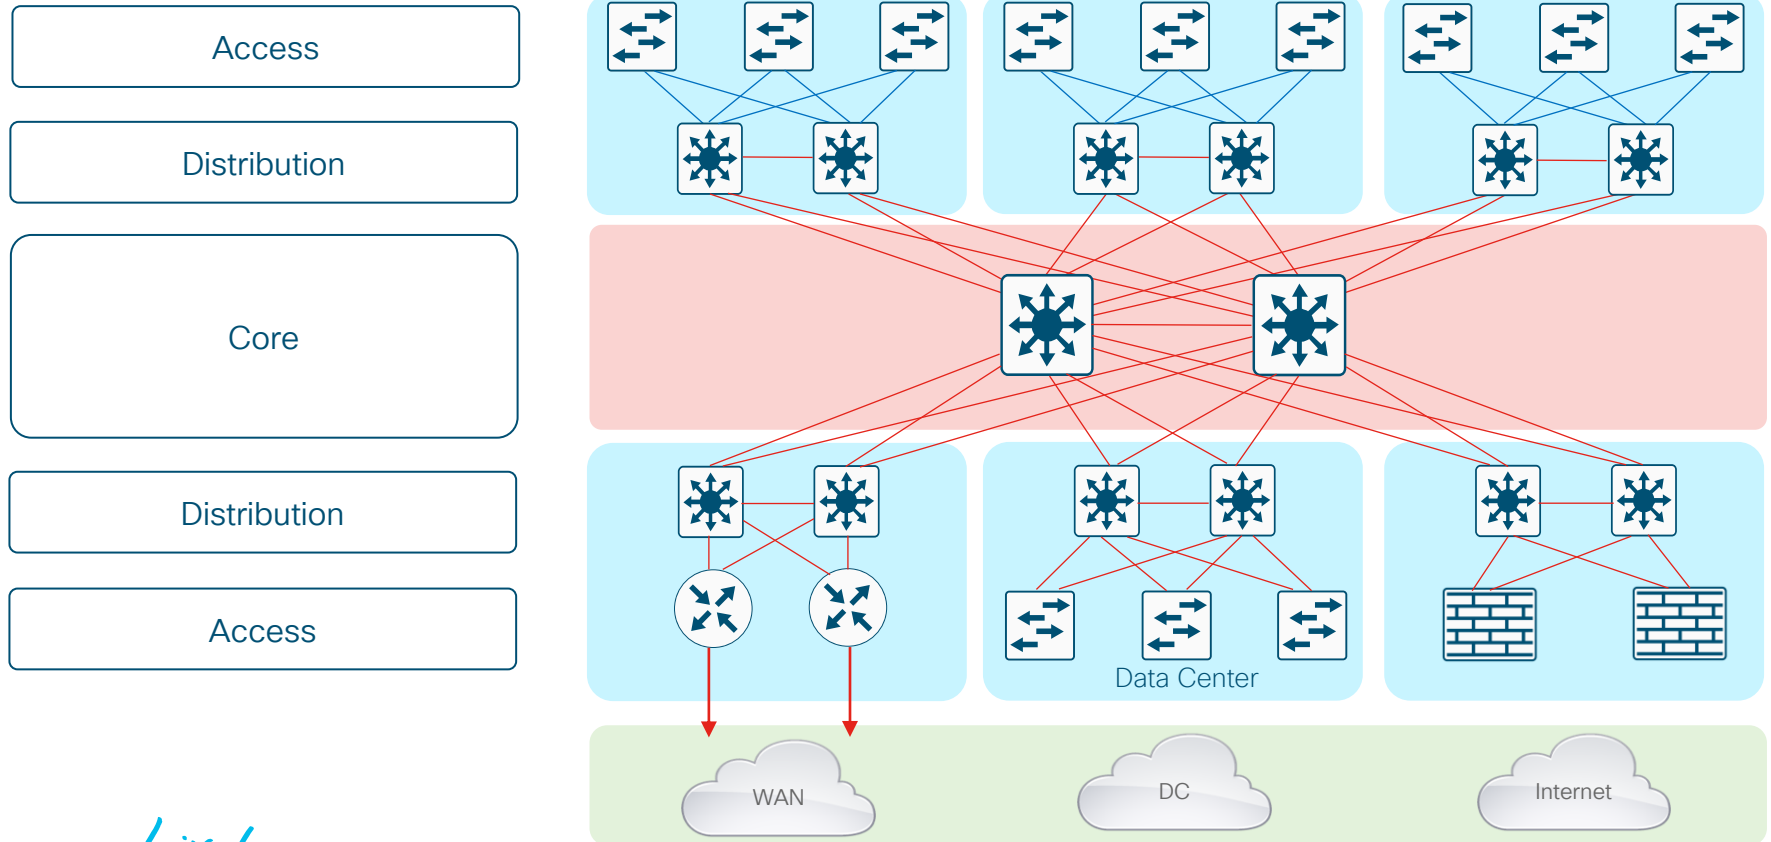 Access
Distribution
Core
Distribution
Access
Data Center
WAN
DC
Internet